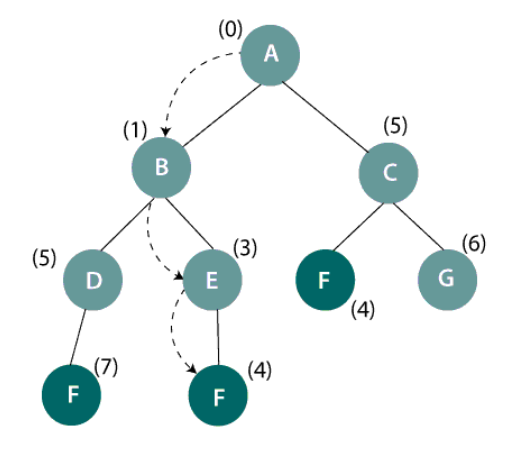 (0)
A
(1)
B
(5)
C
(5)
D
(3)
E
F
(4)
(6)
G
(7)
F
(4)
F